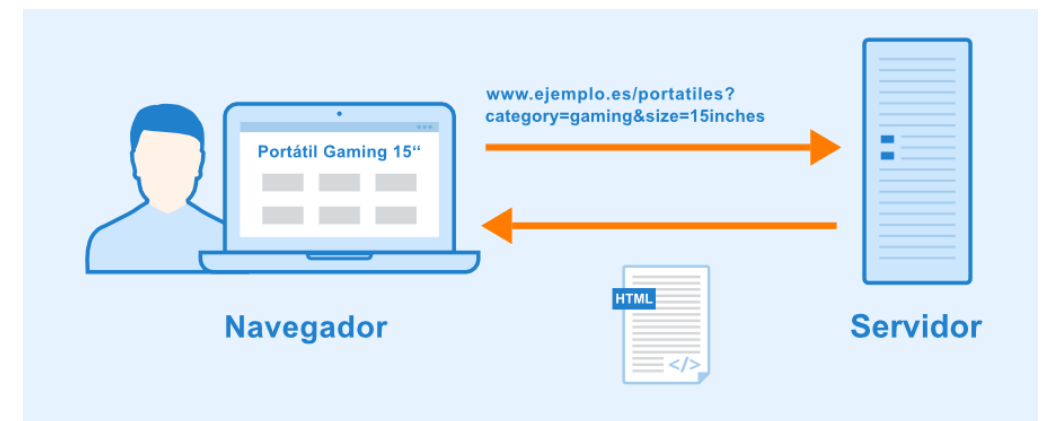 www.ejemplo.es/portatiles?
category=gaming&size=15inches
Portátil Gaming 15“
HTML
</>
Navegador
Servidor